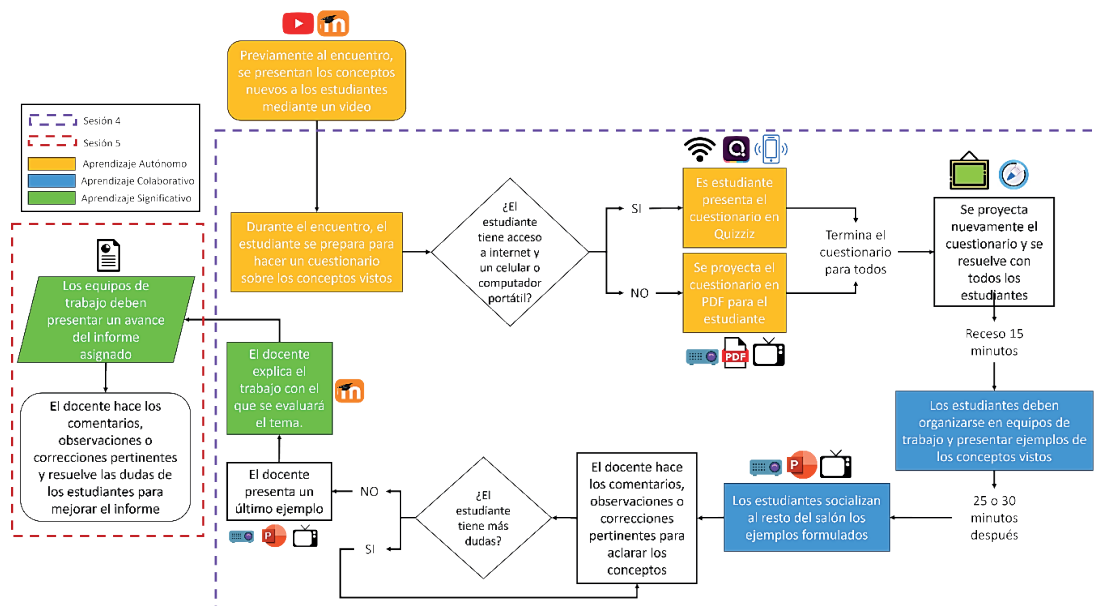 Previamente al encuentro,
se presentan los conceptos
nuevos a los estudiantes
mediante un video
Sesión 4
Sesión 5
Aprendizaje Autónomo
Aprendizaje Colaborativo
Aprendizaje Significativo
Durante el encuentro, el
estudiante se prepara para
hacer un cuestionario
sobre los conceptos vistos
¿El
estudiante
tiene acceso
a internet y
un celular o
computador
portátil?
SI
NO
Es estudiante
presenta el
cuestionario en
Quizziz
Se proyecta el
cuestionario en
PDF para el
estudiante
PDF
Termina el
cuestionario
para todos
Se proyecta
nuevamente el
cuestionario y se
resuelve con
todos los
estudiantes
Receso 15
minutos
Los estudiantes deben
organizarse en equipos de
trabajo y presentar ejemplos de
los conceptos vistos
25 o 30
minutos
después
P
Los estudiantes socializan
al resto del salón los
ejemplos formulados
El docente hace
los comentarios,
observaciones o
correcciones
pertinentes para
aclarar los
conceptos
¿El
estudiante
tiene más
dudas?
NO
SI
El docente
presenta un
último ejemplo
P
El docente
explica el
trabajo con el
que se evaluará
el tema.
Los equipos de
trabajo deben
presentar un avance
del informe
asignado
El docente hace los
comentarios,
observaciones o
correcciones pertinentes
y resuelve las dudas de
los estudiantes para
mejorar el informe